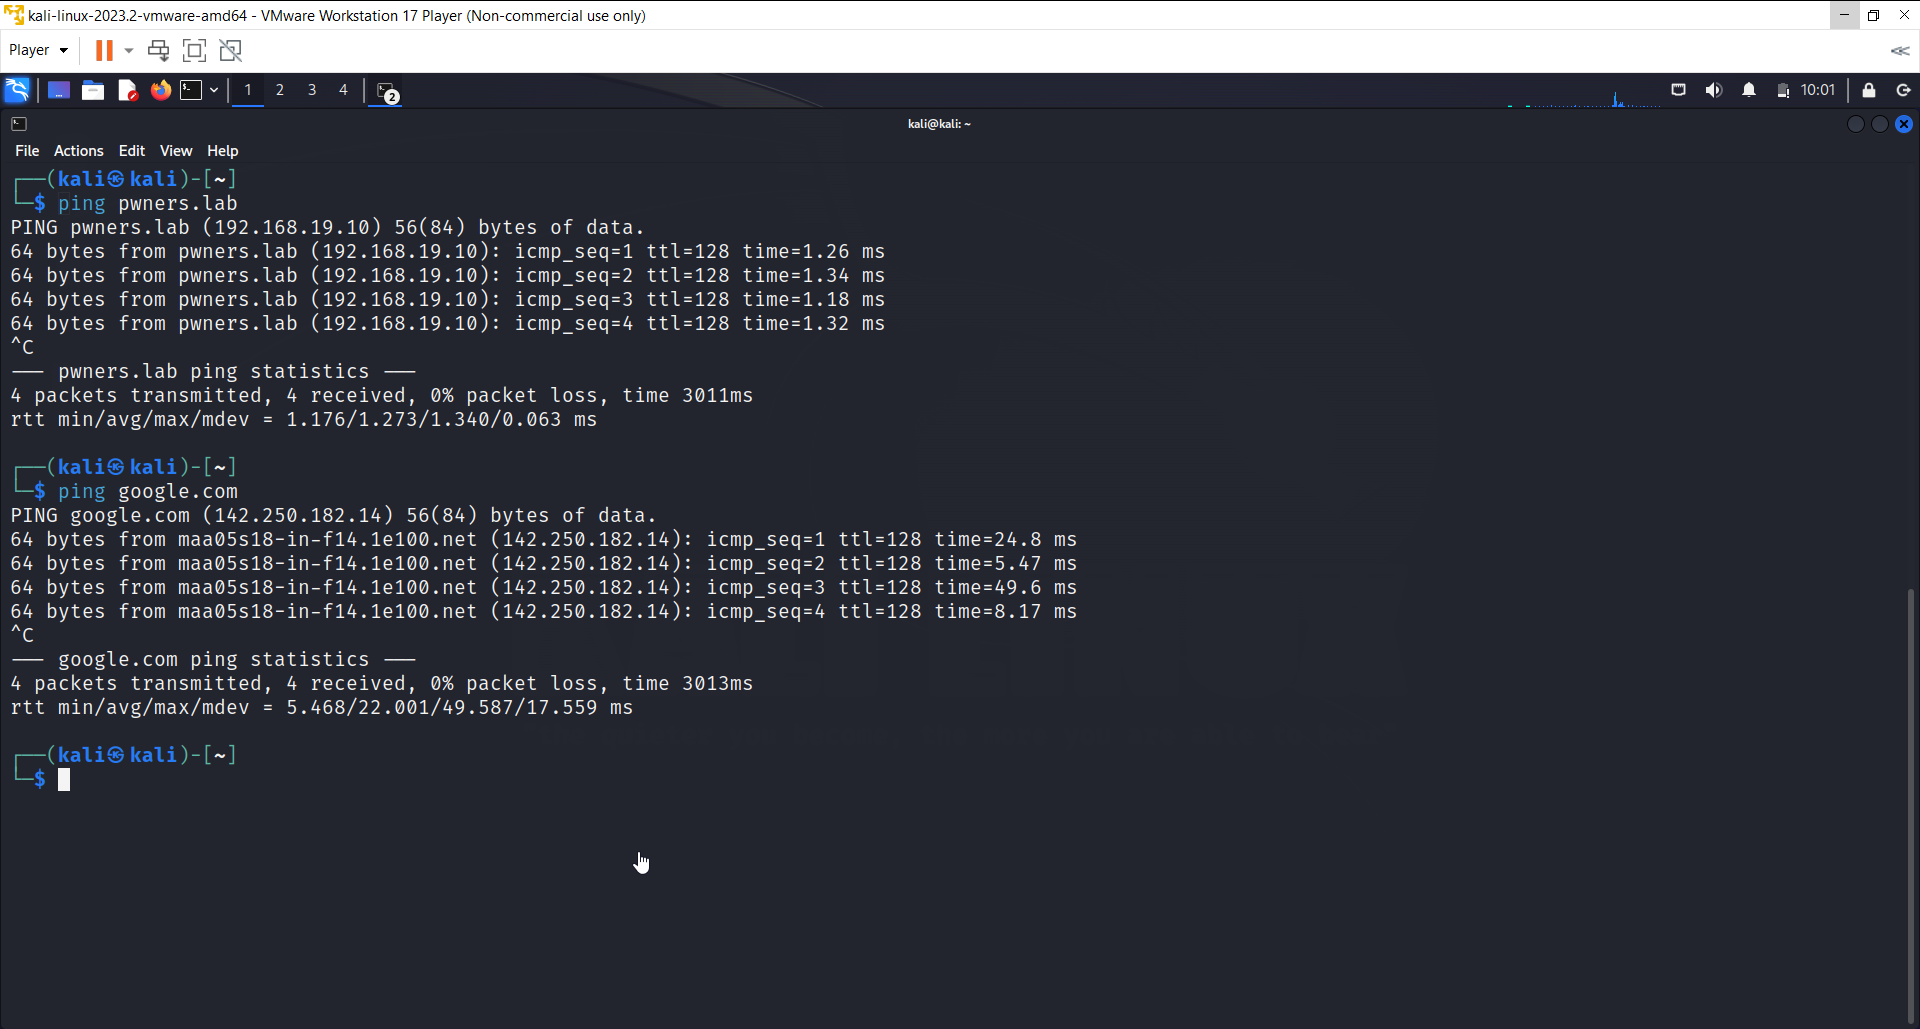 kali-linux-2023.2-vmware-amd64 - VMware Workstation 17 Player (Non-commercial use only)
Player
1 2 3 4 2 10:01
kali@kali: ~
File Actions Edit View Help
┌──(kali㉿kali)-[~]
└─$ ping pwners.lab
PING pwners.lab (192.168.19.10) 56(84) bytes of data.
64 bytes from pwners.lab (192.168.19.10): icmp_seq=1 ttl=128 time=1.26 ms
64 bytes from pwners.lab (192.168.19.10): icmp_seq=2 ttl=128 time=1.34 ms
64 bytes from pwners.lab (192.168.19.10): icmp_seq=3 ttl=128 time=1.18 ms
64 bytes from pwners.lab (192.168.19.10): icmp_seq=4 ttl=128 time=1.32 ms
^C
--- pwners.lab ping statistics ---
4 packets transmitted, 4 received, 0% packet loss, time 3011ms
rtt min/avg/max/mdev = 1.176/1.273/1.340/0.063 ms
┌──(kali㉿kali)-[~]
└─$ ping google.com
PING google.com (142.250.182.14) 56(84) bytes of data.
64 bytes from maa05s18-in-f14.1e100.net (142.250.182.14): icmp_seq=1 ttl=128 time=24.8 ms
64 bytes from maa05s18-in-f14.1e100.net (142.250.182.14): icmp_seq=2 ttl=128 time=5.47 ms
64 bytes from maa05s18-in-f14.1e100.net (142.250.182.14): icmp_seq=3 ttl=128 time=49.6 ms
64 bytes from maa05s18-in-f14.1e100.net (142.250.182.14): icmp_seq=4 ttl=128 time=8.17 ms
^C
--- google.com ping statistics ---
4 packets transmitted, 4 received, 0% packet loss, time 3013ms
rtt min/avg/max/mdev = 5.468/22.001/49.587/17.559 ms
┌──(kali㉿kali)-[~]
└─$